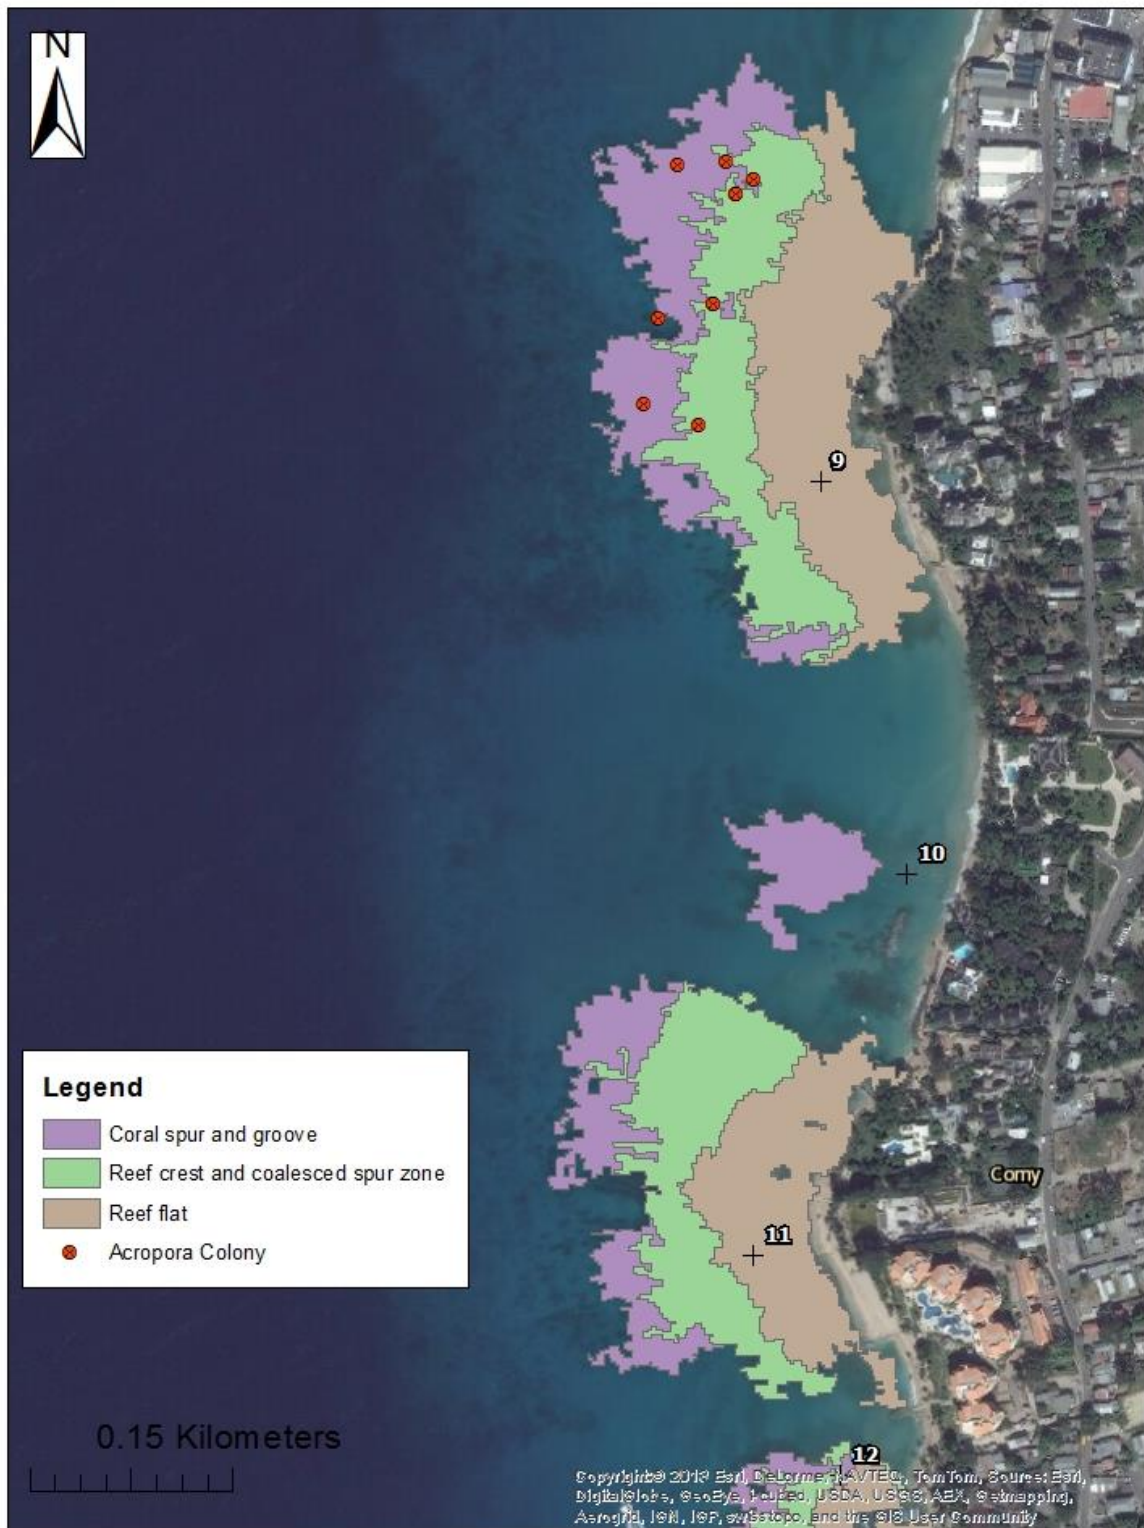 N
9
10
Legend
Coral spur and groove
Reef crest and coalesced spur zone
Reef flat
Acropora Colony
Corny
11
0.15 Kilometers
12
Esri, DeLorme, NAVTEQ, TomTom, Source: Esri,
DigitalGlobe, GeoEye, i-cubed, USDA, USGS, AEX, Getmapping,
Aerogrid, IGN, IGP, swisstopo, and the GIS User Community